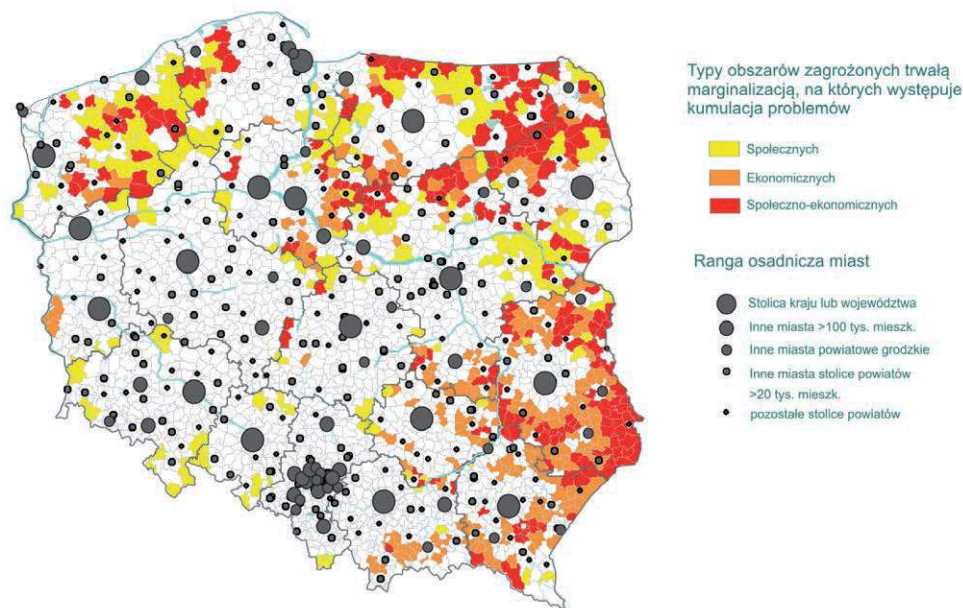 Typy obszarów zagrożonych trwałą
marginalizacją, na których występuje
kumulacja problemów
Społecznych
Ekonomicznych
Społeczno-ekonomicznych
Ranga osadnicza miast
Stolica kraju lub województwa
Inne miasta >100 tys. mieszk.
Inne miasta powiatowe grodzkie
Inne miasta stolice powiatów
>20 tys. mieszk.
pozostałe stolice powiatów